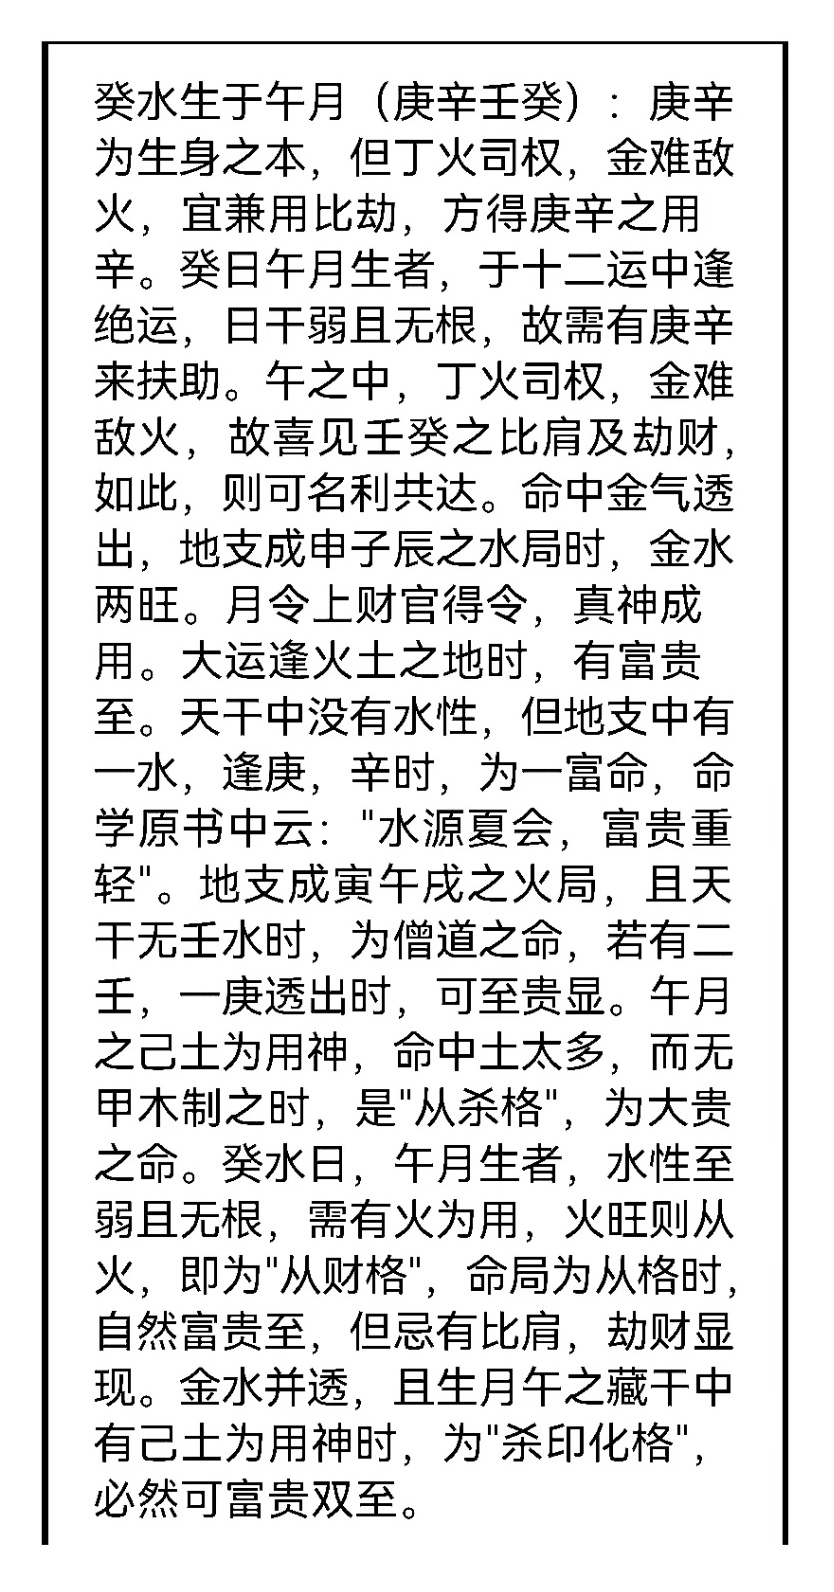 癸水生于午月（庚辛壬癸）：庚辛
为生身之本，但丁火司权，金难敌
火，宜兼用比劫，方得庚辛之用
辛。癸日午月生者，于十二运中逢
绝运，日干弱且无根，故需有庚辛
来扶助。午之中，丁火司权，金难
敌火，故喜见壬癸之比肩及劫财，
如此，则可名利共达。命中金气透
出，地支成申子辰之水局时，金水
两旺。月令上财官得令，真神成
用。大运逢火土之地时，有富贵
至。天干中没有水性，但地支中有
一水，逢庚，辛时，为一富命，命
学原书中云："水源夏会，富贵重
轻"。地支成寅午戌之火局，且天
干无壬水时，为僧道之命，若有二
壬，一庚透出时，可至贵显。午月
之己土为用神，命中土太多，而无
甲木制之时，是"从杀格"，为大贵
之命。癸水日，午月生者，水性至
弱且无根，需有火为用，火旺则从
火，即为"从财格"，命局为从格时，
自然富贵至，但忌有比肩，劫财显
现。金水并透，且生月午之藏干中
有己土为用神时，为"杀印化格"，
必然可富贵双至。